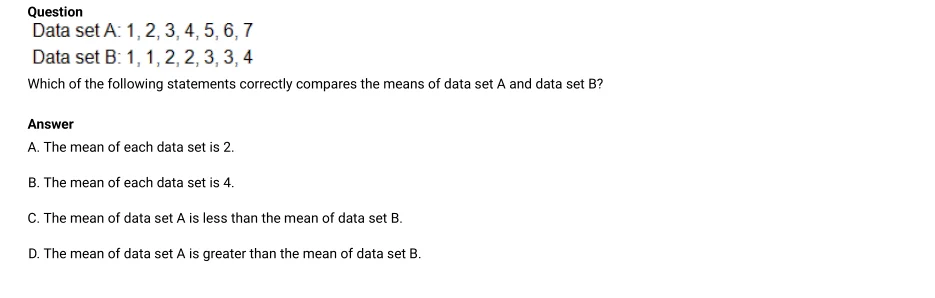 Question
Data set A: 1, 2, 3, 4, 5, 6, 7
Data set B: 1, 1, 2, 2, 3, 3, 4
Which of the following statements correctly compares the means of data set A and data set B?
Answer
A. The mean of each data set is 2.
B. The mean of each data set is 4.
C. The mean of data set A is less than the mean of data set B.
D. The mean of data set A is greater than the mean of data set B.